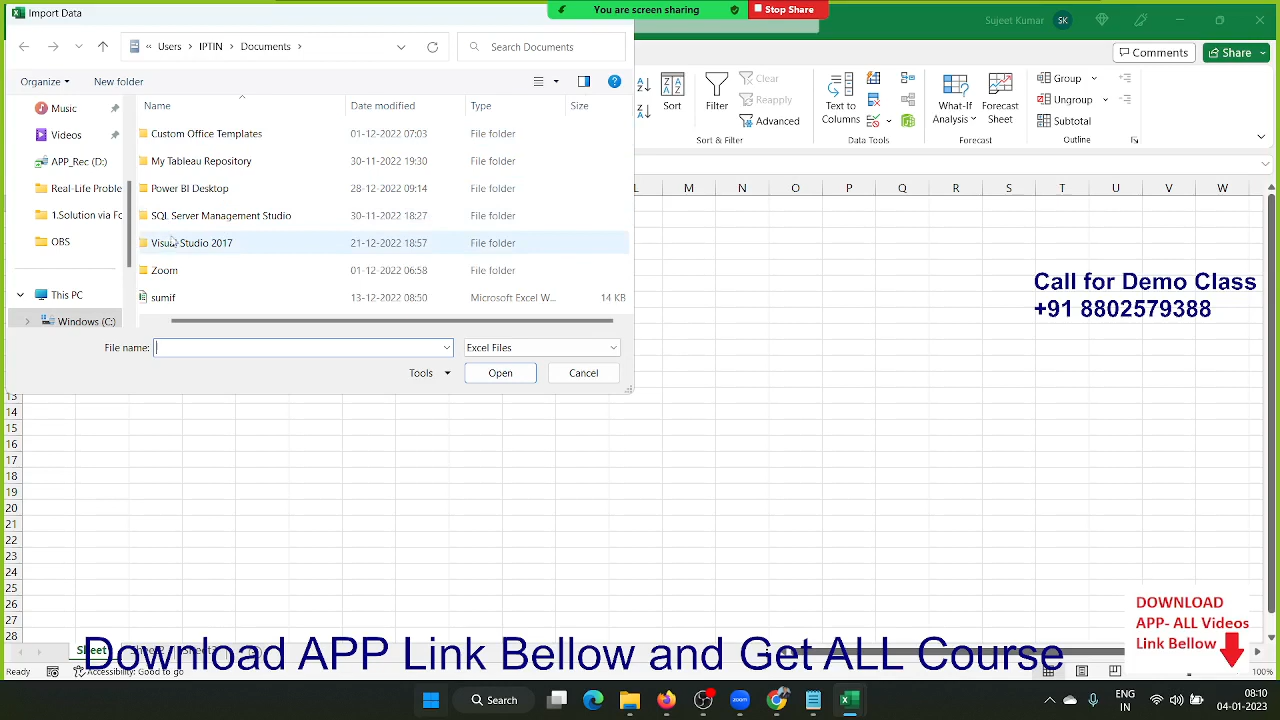 Import Data
You are screen sharing
Stop Share
Sujeet Kumar
SK
« Users > IPTIN > Documents >
Search Documents
Comments
Share
Organize
New folder
Music
Videos
APP_Rec (D:)
Real-Life Proble
1.Solution via Fo
OBS
This PC
Windows (C:)
Name
Date modified
Type
Size
Custom Office Templates 01-12-2022 07:03 File folder
My Tableau Repository 30-11-2022 19:30 File folder
Power BI Desktop 28-12-2022 09:14 File folder
SQL Server Management Studio 30-11-2022 18:27 File folder
Visual Studio 2017 21-12-2022 18:57 File folder
Zoom 01-12-2022 06:58 File folder
sumif 13-12-2022 08:50 Microsoft Excel W... 14 KB
File name:
Excel Files
Tools
Open
Cancel
Sort
Filter
Clear
Reapply
Advanced
Sort & Filter
Text to
Columns
Data Tools
What-If
Analysis
Forecast
Sheet
Forecast
Group
Ungroup
Subtotal
Outline
L M N O P Q R S T U V W
Call for Demo Class
+91 8802579388
13
14
15
16
17
18
19
20
21
22
23
24
25
26
27
28
DOWNLOAD
APP- ALL Videos
Link Bellow
Download APP Link Bellow and Get ALL Course
Ready
Accessibility: Good to go
100%
Search
zoom
ENG
IN
08:10
04-01-2023